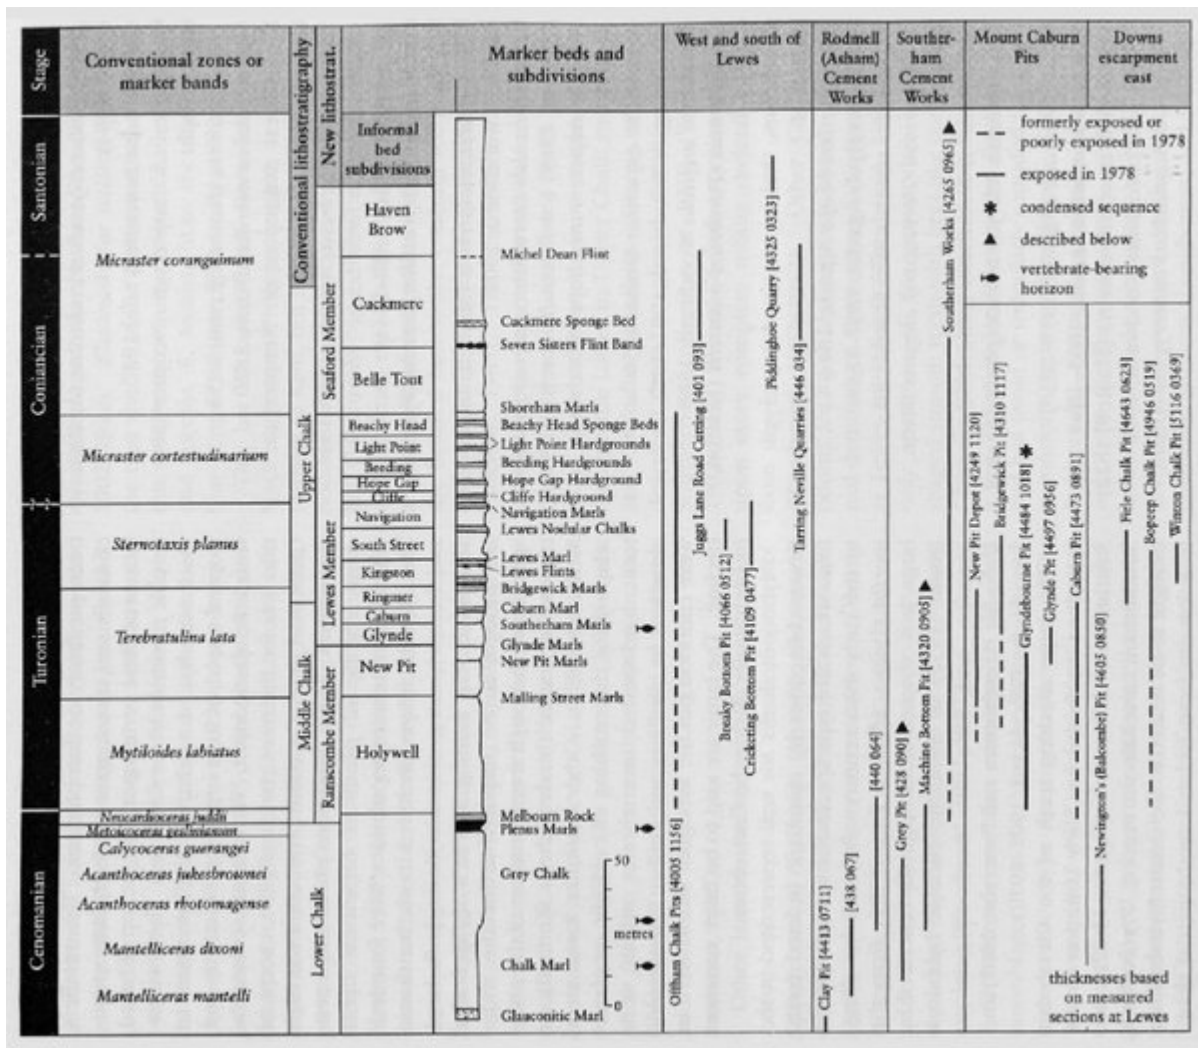 Stage
Conventional zones or
marker bands
Conventional lithostratigraphy
New lithostrat.
Marker beds and
subdivisions
West and south of
Lewes
Rodmell
(Asham)
Cement
Works
Souther-
ham
Cement
Works
Mount Caburn
Pits
Downs
escarpment
east
Santonian
Coniancian
Turonian
Cenomanian
Micraster coranguinum
Micraster cortestudinarium
Sternotaxis planus
Terebratulina lata
Mytiloides labiatus
Neocardioceras juddii
Metoicoceras geslinianum
Calycoceras guerangei
Acanthoceras jukesbrownei
Acanthoceras rhotomagense
Mantelliceras dixoni
Mantelliceras mantelli
Upper Chalk
Middle Chalk
Lower Chalk
Seaford Member
Lewes Member
Ranscombe Member
Informal
bed
subdivisions
Haven
Brow
Cuckmere
Belle Tout
Beachy Head
Light Point
Beeding
Hope Gap
Cliffe
Navigation
South Street
Kingston
Ringmer
Caburn
Glynde
New Pit
Holywell
Michel Dean Flint
Cuckmere Sponge Bed
Seven Sisters Flint Band
Shoreham Marls
Beachy Head Sponge Beds
Light Point Hardgrounds
Beeding Hardgrounds
Hope Gap Hardground
Cliffe Hardground
Navigation Marls
Lewes Nodular Chalks
Lewes Marl
Lewes Flints
Bridgewick Marls
Caburn Marl
Southerham Marls
Glynde Marls
New Pit Marls
Malling Street Marls
Melbourn Rock
Plenus Marls
Grey Chalk
Chalk Marl
Glauconitic Marl
50
metres
0
Offham Chalk Pits [4005 1156]
Juggs Lane Road Cutting [401 093]
Breaky Bottom Pit [4066 0512]
Cricketing Bottom Pit [4109 0477]
Piddinghoe Quarry [4325 0323]
Tarring Neville Quarries [446 034]
Clay Pit [4413 0711]
[438 067]
[440 064]
Grey Pit [428 090]
Machine Bottom Pit [4320 0905]
Southerham Works [4265 0965]
New Pit Depot [4249 1120]
Bridgewick Pit [4310 1117]
Glyndebourne Pit [4484 1018]
Glynde Pit [4497 0956]
Caburn Pit [4473 0891]
Newington's (Balcombe) Pit [4605 0850]
Firle Chalk Pit [4643 0623]
Bopeep Chalk Pit [4946 0519]
Winton Chalk Pit [5116 0369]
formerly exposed or
poorly exposed in 1978
exposed in 1978
condensed sequence
described below
vertebrate-bearing
horizon
thicknesses based
on measured
sections at Lewes